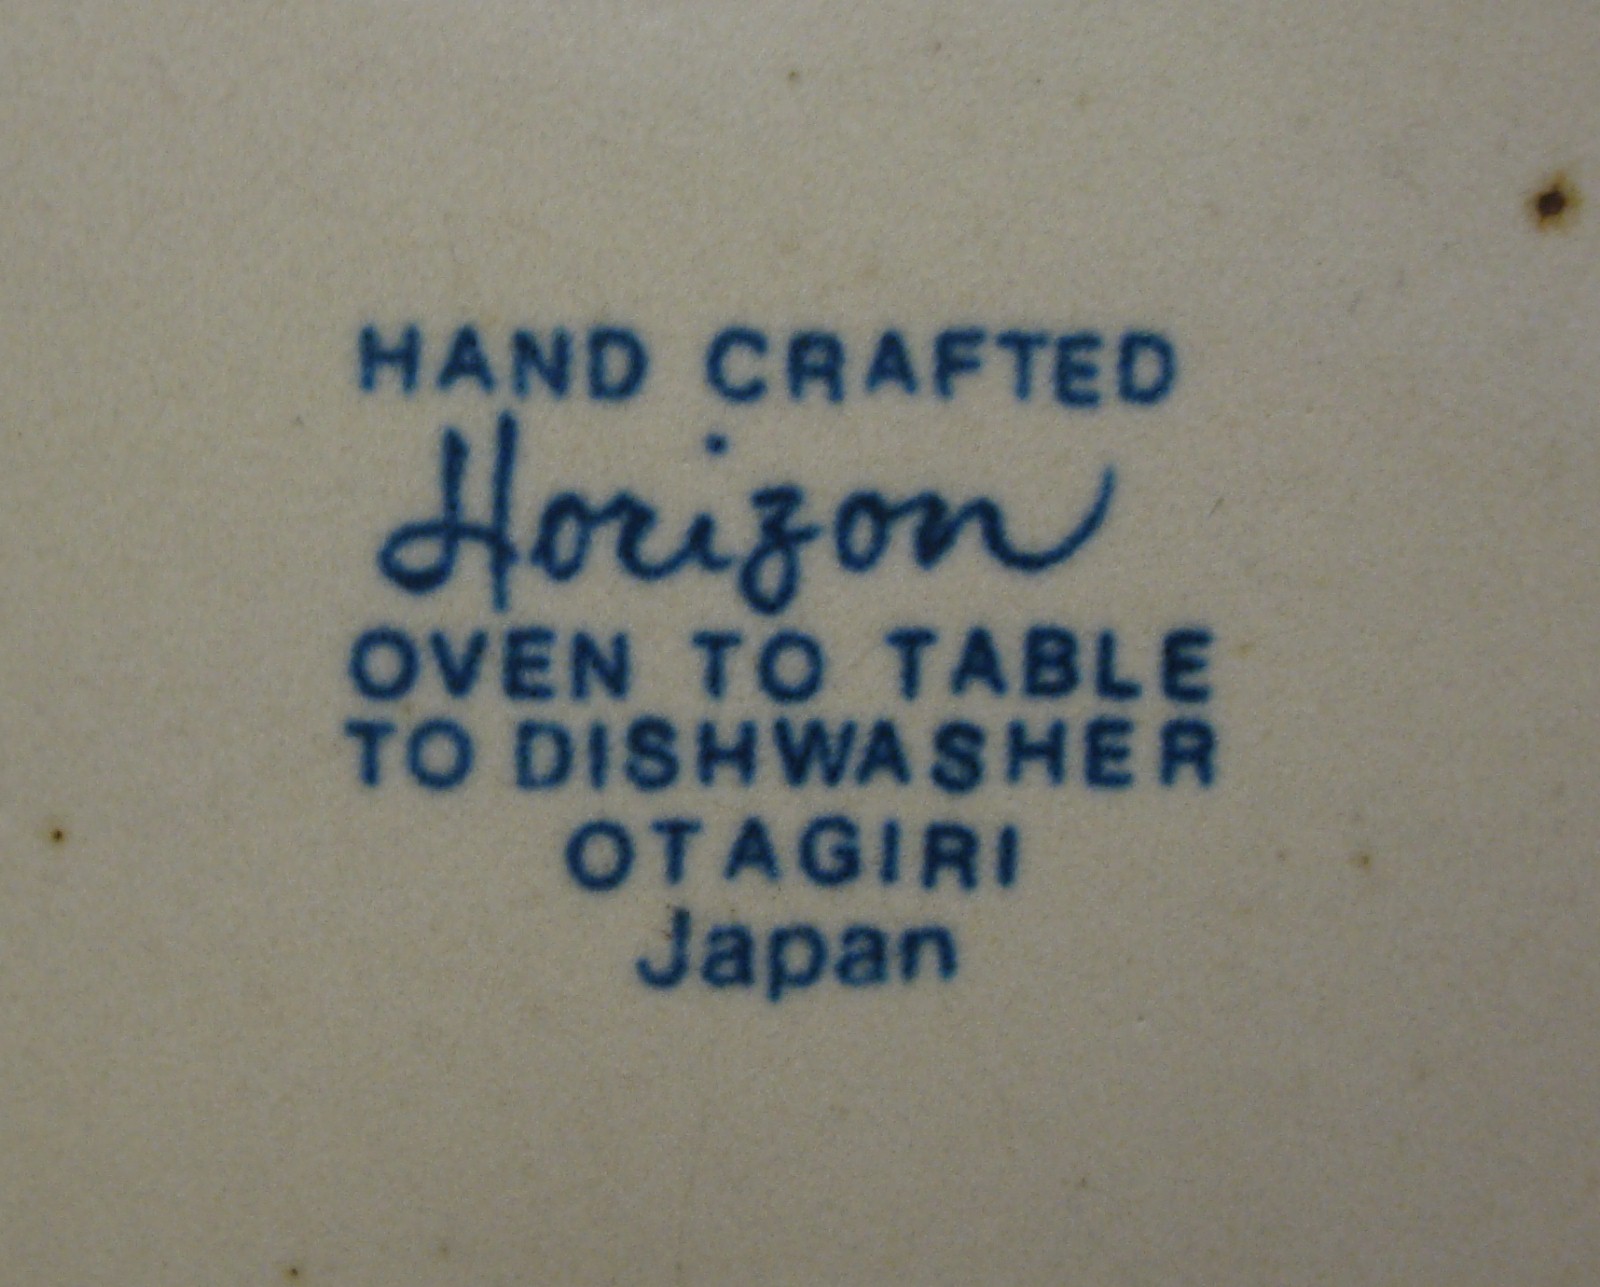 HAND CRAFTED
Horizon
OVEN TO TABLE
TO DISHWASHER
OTAGIRI
Japan